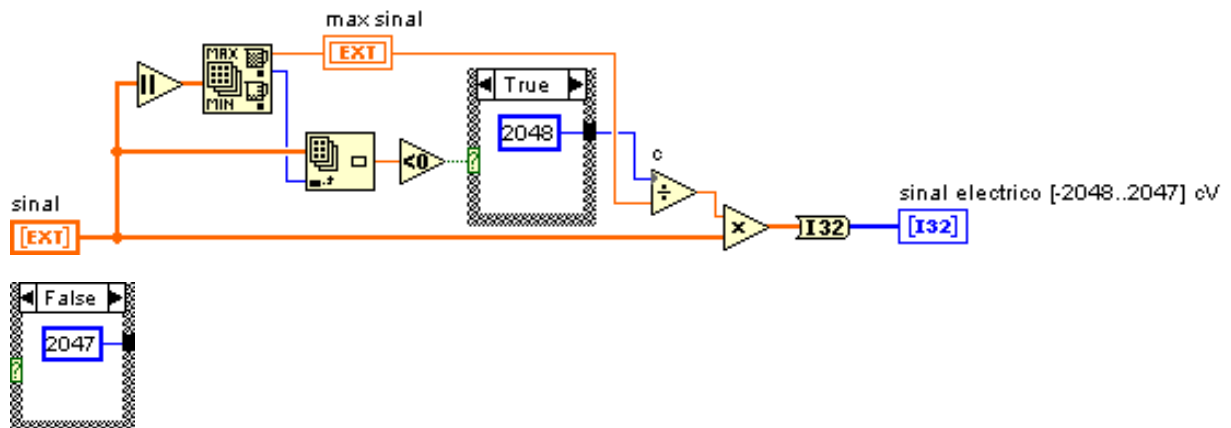 max sinal
EXT
MAX
MIN
True
2048
<0
c
÷
×
sinal
[EXT]
I32
sinal electrico [-2048..2047] cV
[I32]
?
False
2047
?